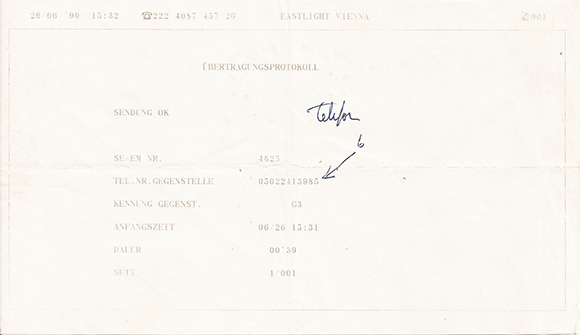 26/06 '90 15:32 ☎222 4087 457 20 EASTLIGHT VIENNA ✆001
ÜBERTRAGUNGSPROTOKOLL
SENDUNG OK
Telefon
6
SE/EM NR. 4825
TEL.NR.GEGENSTELLE 03022413985
KENNUNG GEGENST. G3
ANFANGSZEIT 06/26 15:31
DAUER 00'39
SEIT 1/001